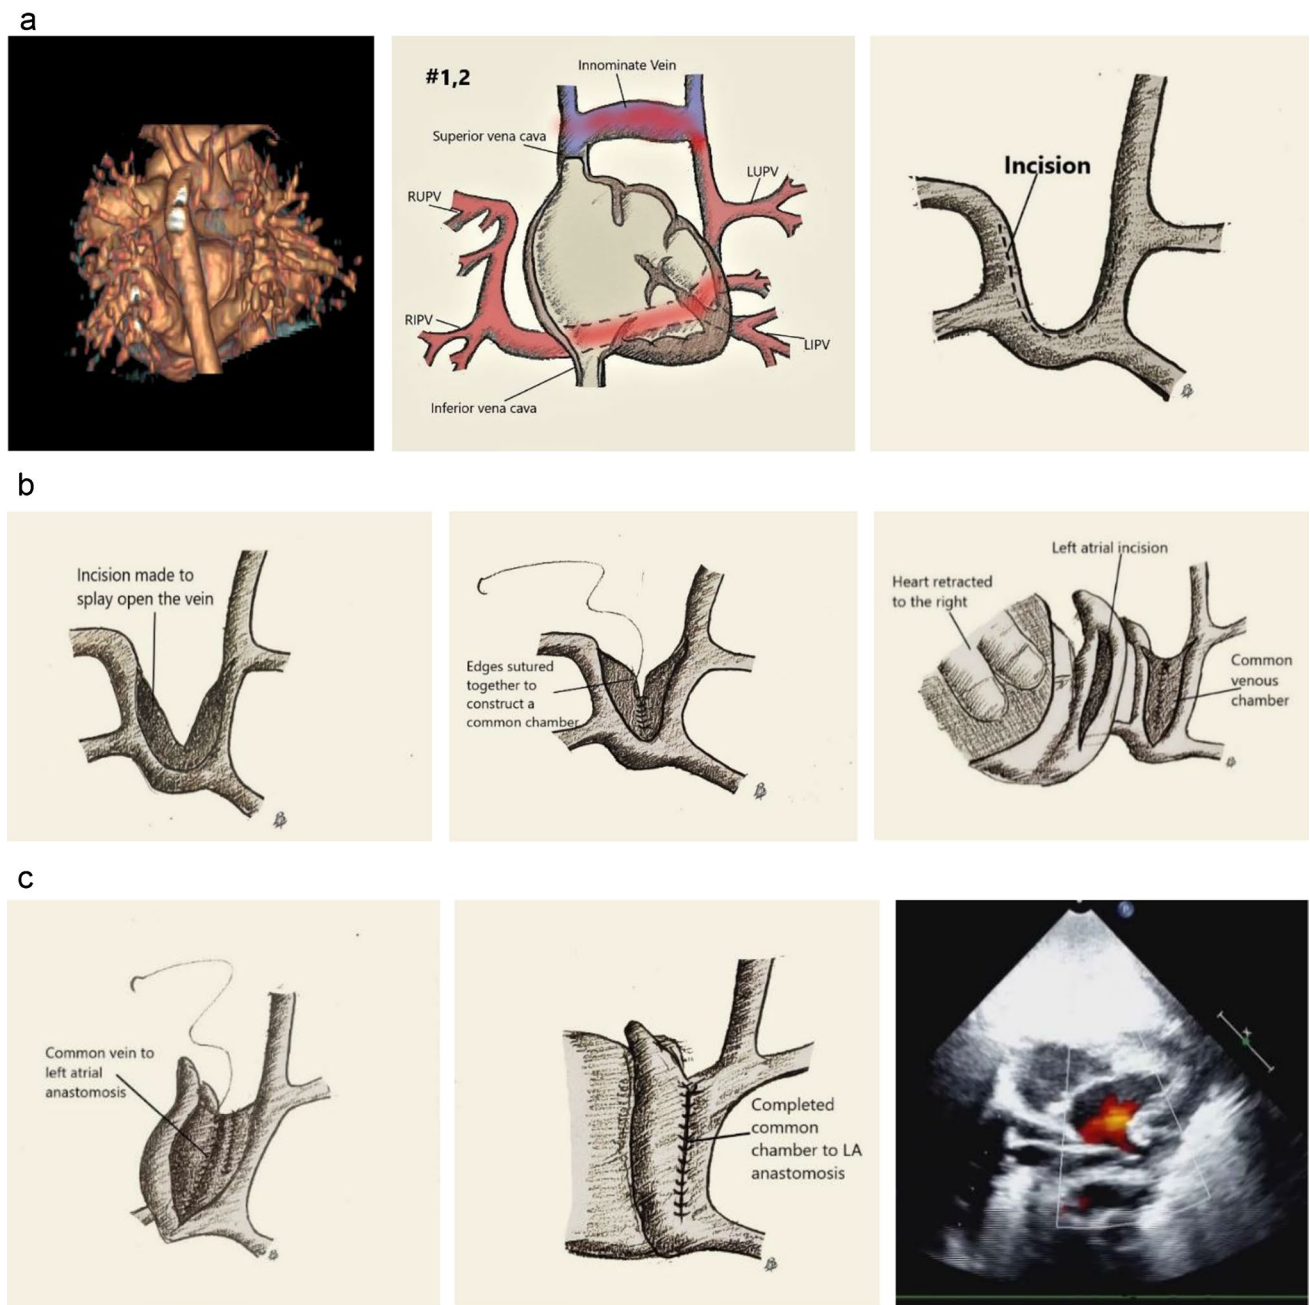 a
#1,2
Innominate Vein
Superior vena cava
RUPV
LUPV
RIPV
LIPV
Inferior vena cava
Incision
b
Incision made to
splay open the vein
Edges sutured
together to
construct a
common chamber
Left atrial incision
Heart retracted
to the right
Common
venous
chamber
c
Common vein to
left atrial
anastomosis
Completed
common
chamber to LA
anastomosis